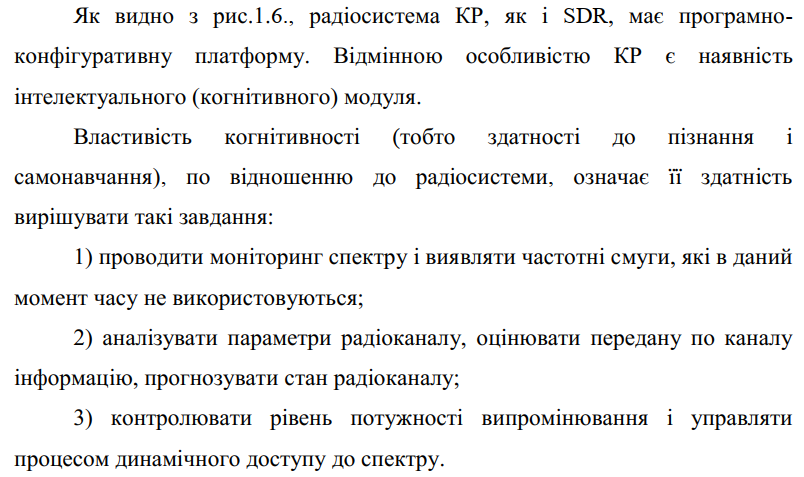 Як видно з рис.1.6., радіосистема КР, як і SDR, має програмно-
конфігуративну платформу. Відмінною особливістю КР є наявність
інтелектуального (когнітивного) модуля.
Властивість когнітивності (тобто здатності до пізнання і
самонавчання), по відношенню до радіосистеми, означає її здатність
вирішувати такі завдання:
1) проводити моніторинг спектру і виявляти частотні смуги, які в даний
момент часу не використовуються;
2) аналізувати параметри радіоканалу, оцінювати передану по каналу
інформацію, прогнозувати стан радіоканалу;
3) контролювати рівень потужності випромінювання і управляти
процесом динамічного доступу до спектру.